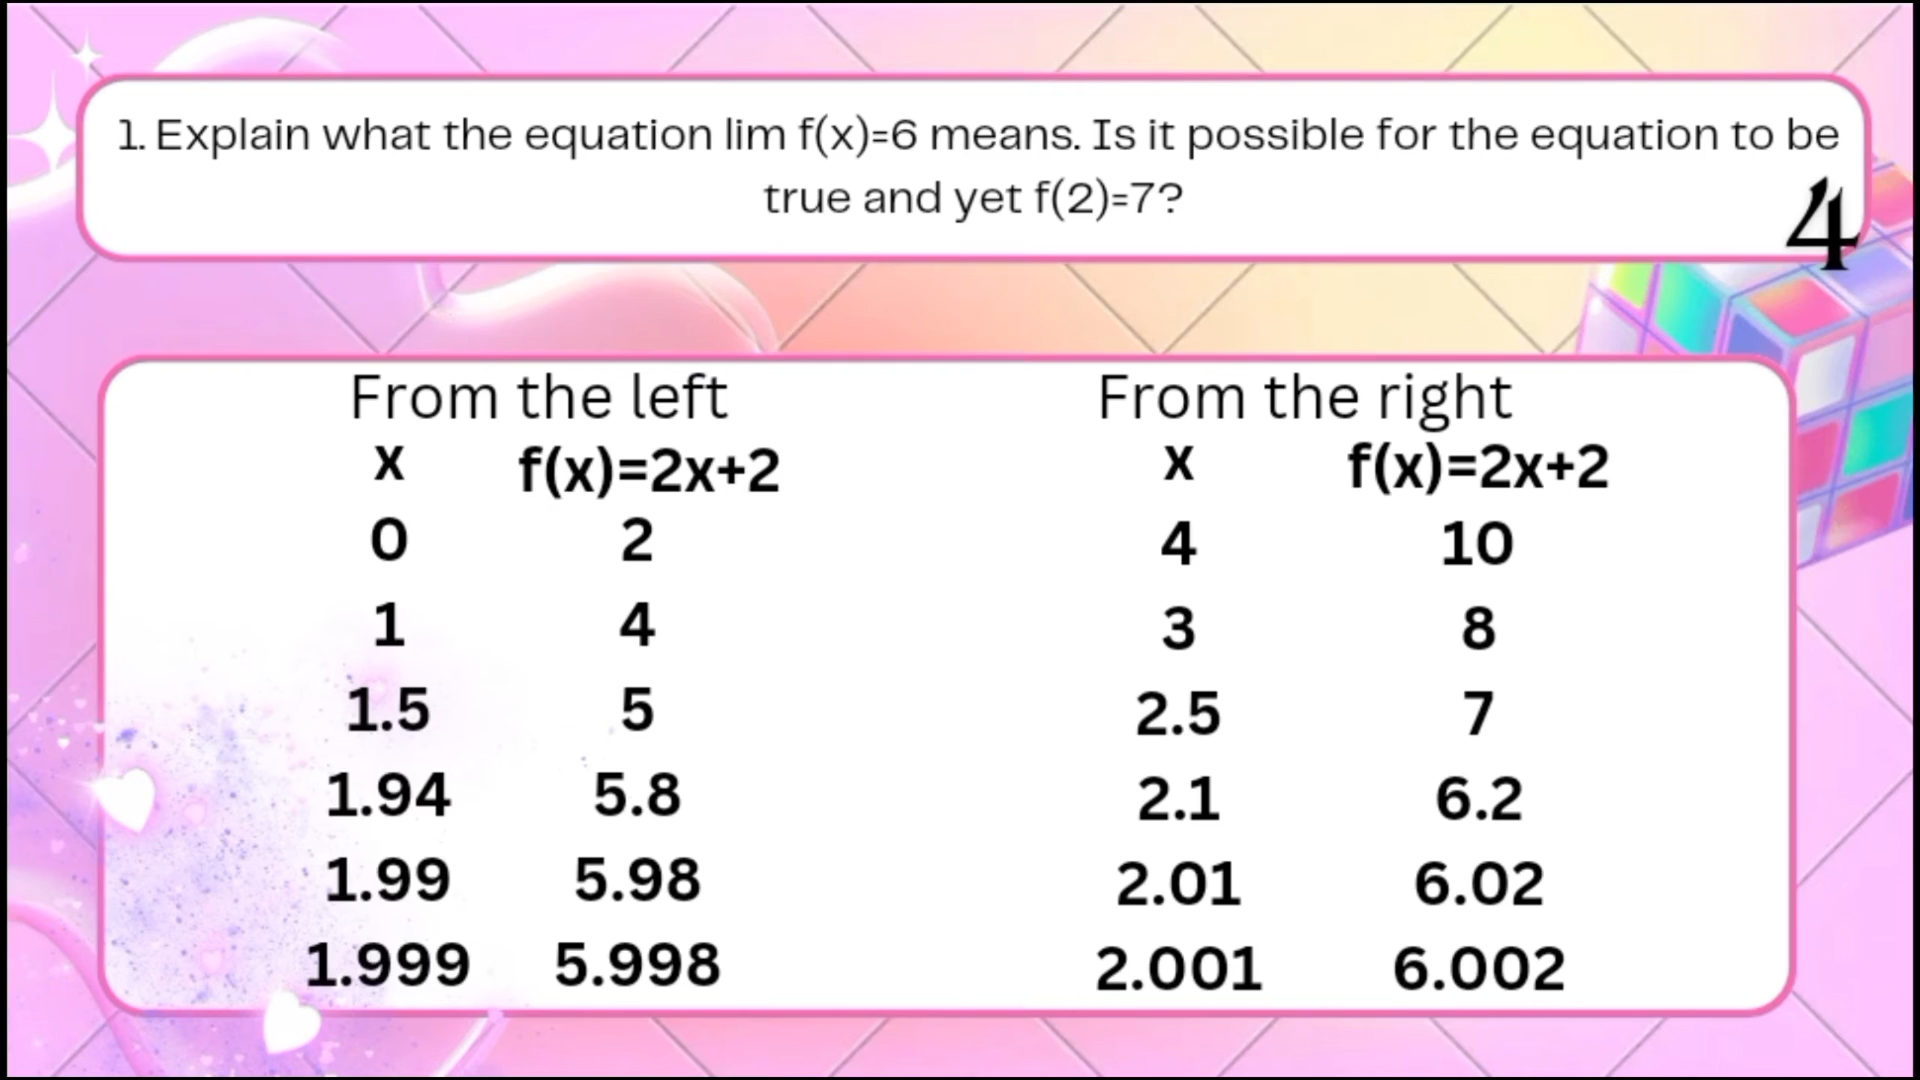 1. Explain what the equation lim f(x)=6 means. Is it possible for the equation to be
true and yet f(2)=7?
4
From the left
x f(x)=2x+2
0 2
1 4
1.5 5
1.94 5.8
1.99 5.98
1.999 5.998
From the right
x f(x)=2x+2
4 10
3 8
2.5 7
2.1 6.2
2.01 6.02
2.001 6.002